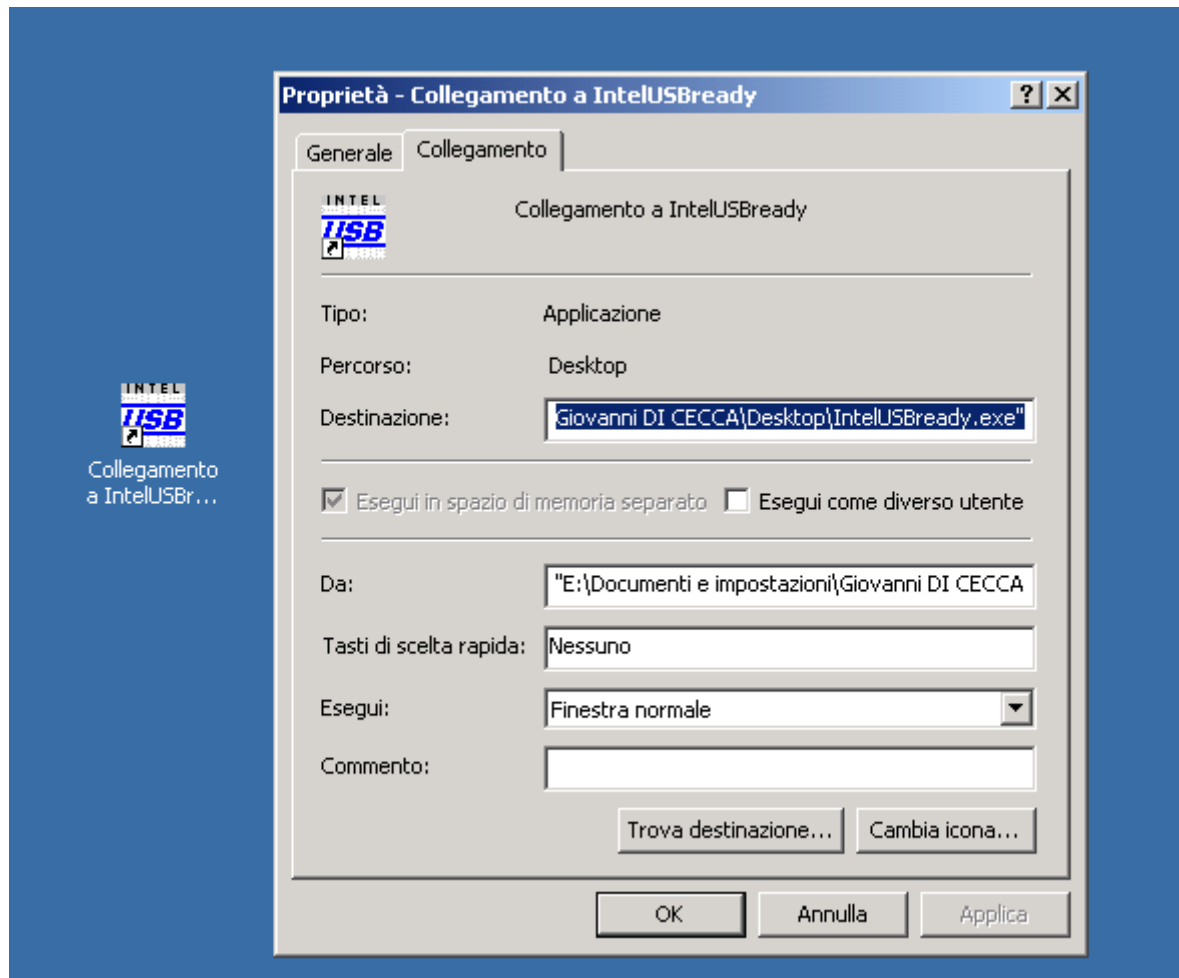 Proprietà - Collegamento a IntelUSBready
Generale
Collegamento
INTEL
USB
Collegamento a IntelUSBready
Tipo: Applicazione
Percorso: Desktop
Destinazione: Giovanni DI CECCA\Desktop\IntelUSBready.exe"
INTEL
USB
Collegamento
a IntelUSBr...
Esegui in spazio di memoria separato Esegui come diverso utente
Da: "E:\Documenti e impostazioni\Giovanni DI CECCA
Tasti di scelta rapida: Nessuno
Esegui: Finestra normale
Commento:
Trova destinazione... Cambia icona...
OK Annulla Applica